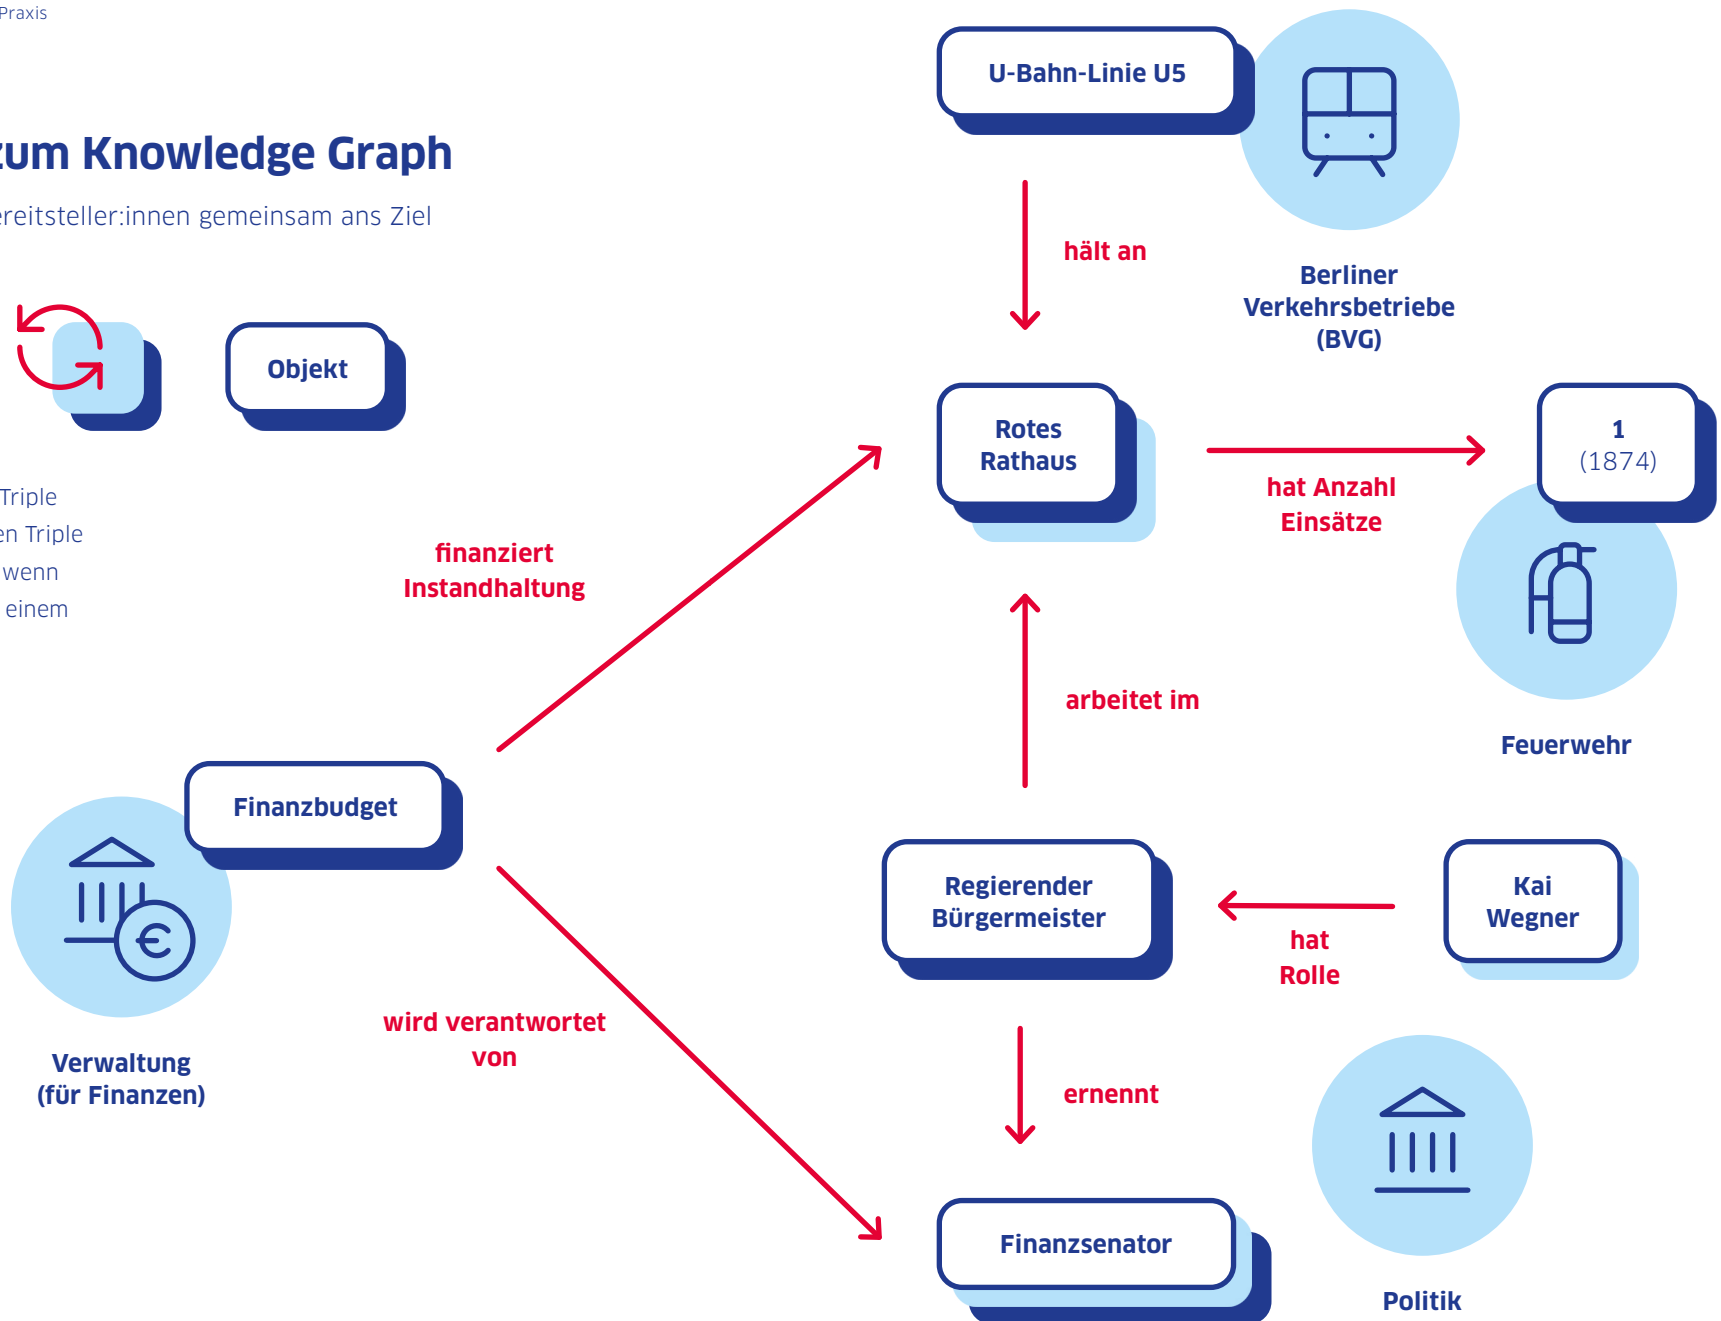 Praxis
zum Knowledge Graph
ereitsteller:innen gemeinsam ans Ziel
Objekt
Triple
en Triple
wenn
einem
U-Bahn-Linie U5
hält an
Berliner
Verkehrsbetriebe
(BVG)
Rotes
Rathaus
hat Anzahl
Einsätze
1
(1874)
Feuerwehr
finanziert
Instandhaltung
arbeitet im
Finanzbudget
Verwaltung
(für Finanzen)
wird verantwortet
von
Regierender
Bürgermeister
hat
Rolle
Kai
Wegner
ernennt
Finanzsenator
Politik